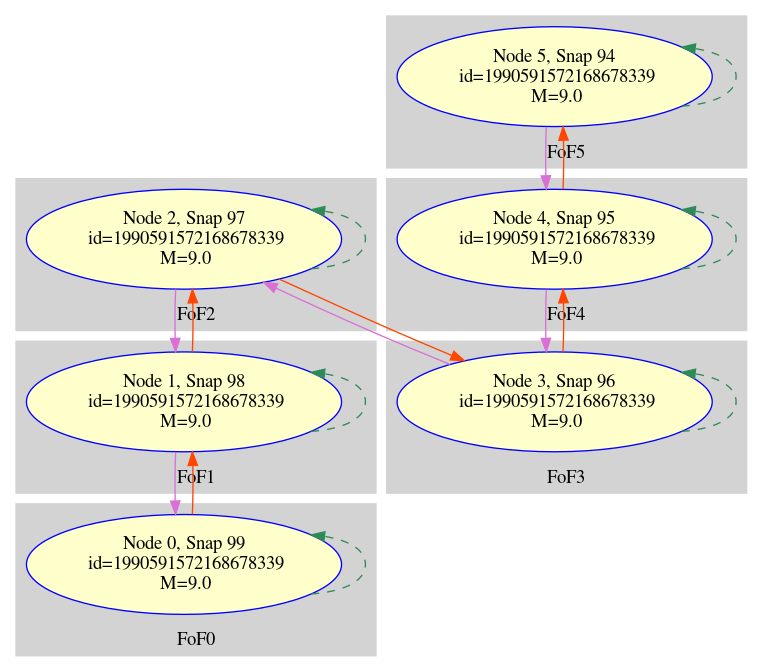 Node 5, Snap 94
id=1990591572168678339
M=9.0
FoF5
Node 2, Snap 97
id=1990591572168678339
M=9.0
FoF2
Node 4, Snap 95
id=1990591572168678339
M=9.0
FoF4
Node 1, Snap 98
id=1990591572168678339
M=9.0
FoF1
Node 3, Snap 96
id=1990591572168678339
M=9.0
FoF3
Node 0, Snap 99
id=1990591572168678339
M=9.0
FoF0